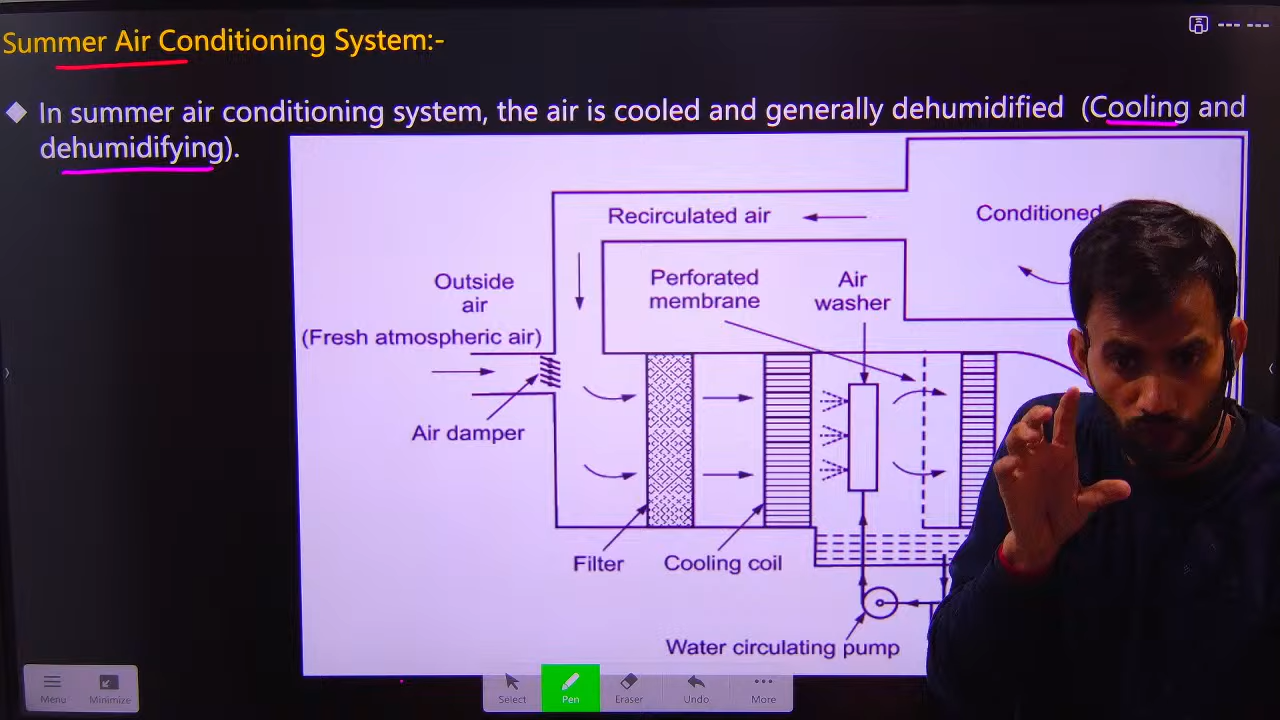 Summer Air Conditioning System:-
◆ In summer air conditioning system, the air is cooled and generally dehumidified (Cooling and
dehumidifying).
Recirculated air
Conditioned
Outside
air
(Fresh atmospheric air)
Perforated
membrane
Air
washer
Air damper
Filter
Cooling coil
Water circulating pump
Menu
Minimize
Select
Pen
Eraser
Undo
More